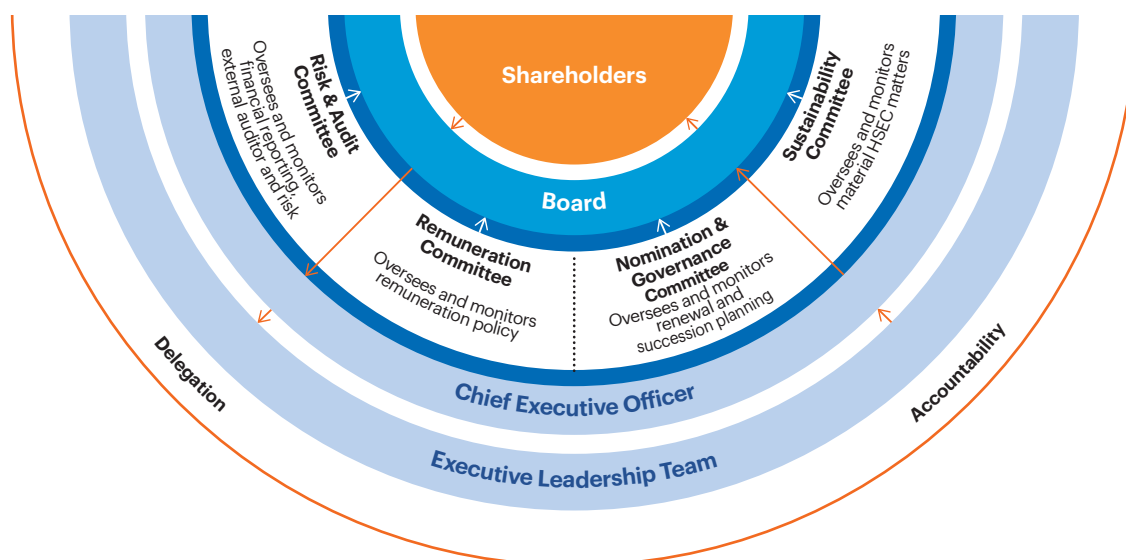 Shareholders
Board
Risk & Audit
Committee
Oversees and monitors
financial reporting,
external auditor and risk
Remuneration
Committee
Oversees and monitors
remuneration policy
Nomination &
Governance
Committee
Oversees and monitors
renewal and
succession planning
Sustainability
Committee
Oversees and monitors
material HSEC matters
Chief Executive Officer
Executive Leadership Team
Delegation
Accountability